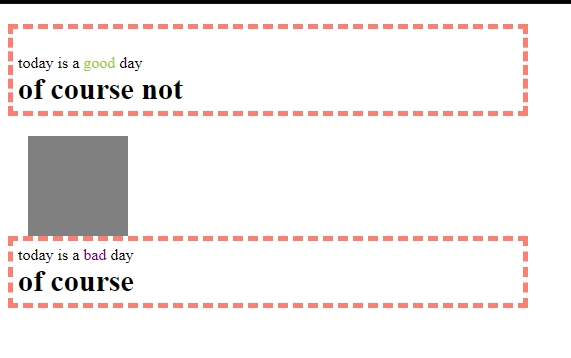 today is a good day
of course not
today is a bad day
of course